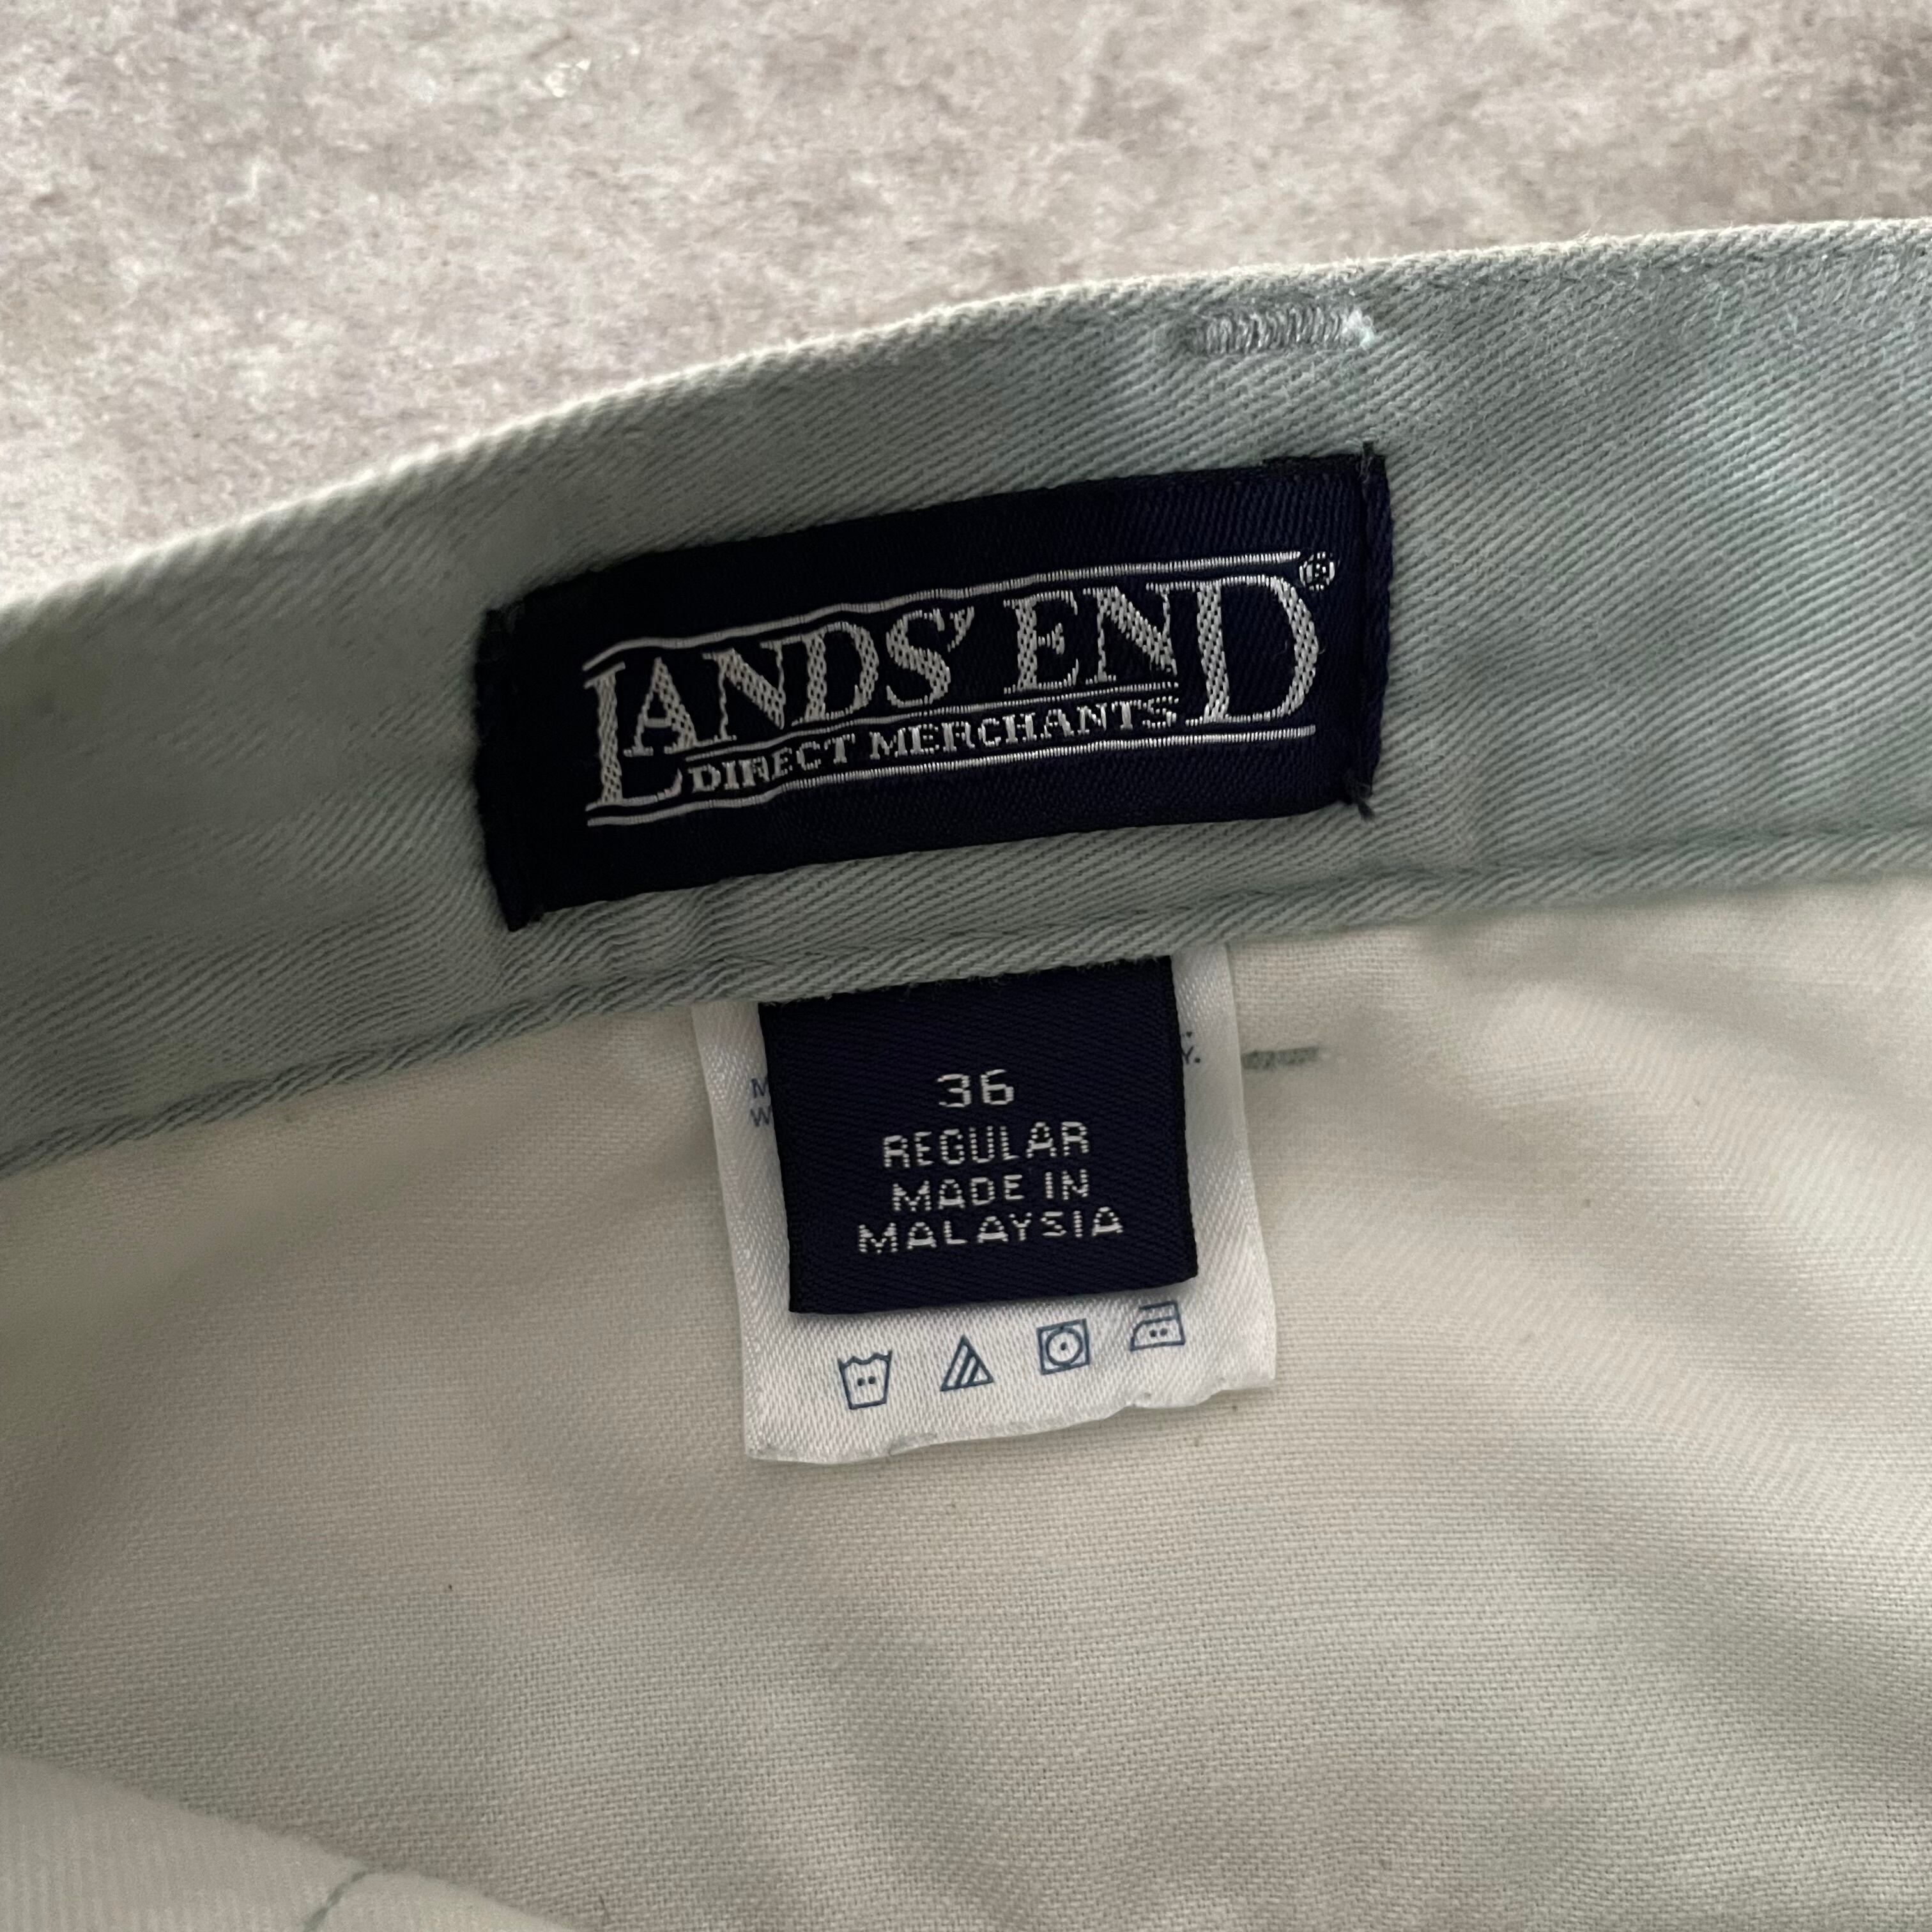 LANDS' END®
DIRECT MERCHANTS
36
REGULAR
MADE IN
MALAYSIA